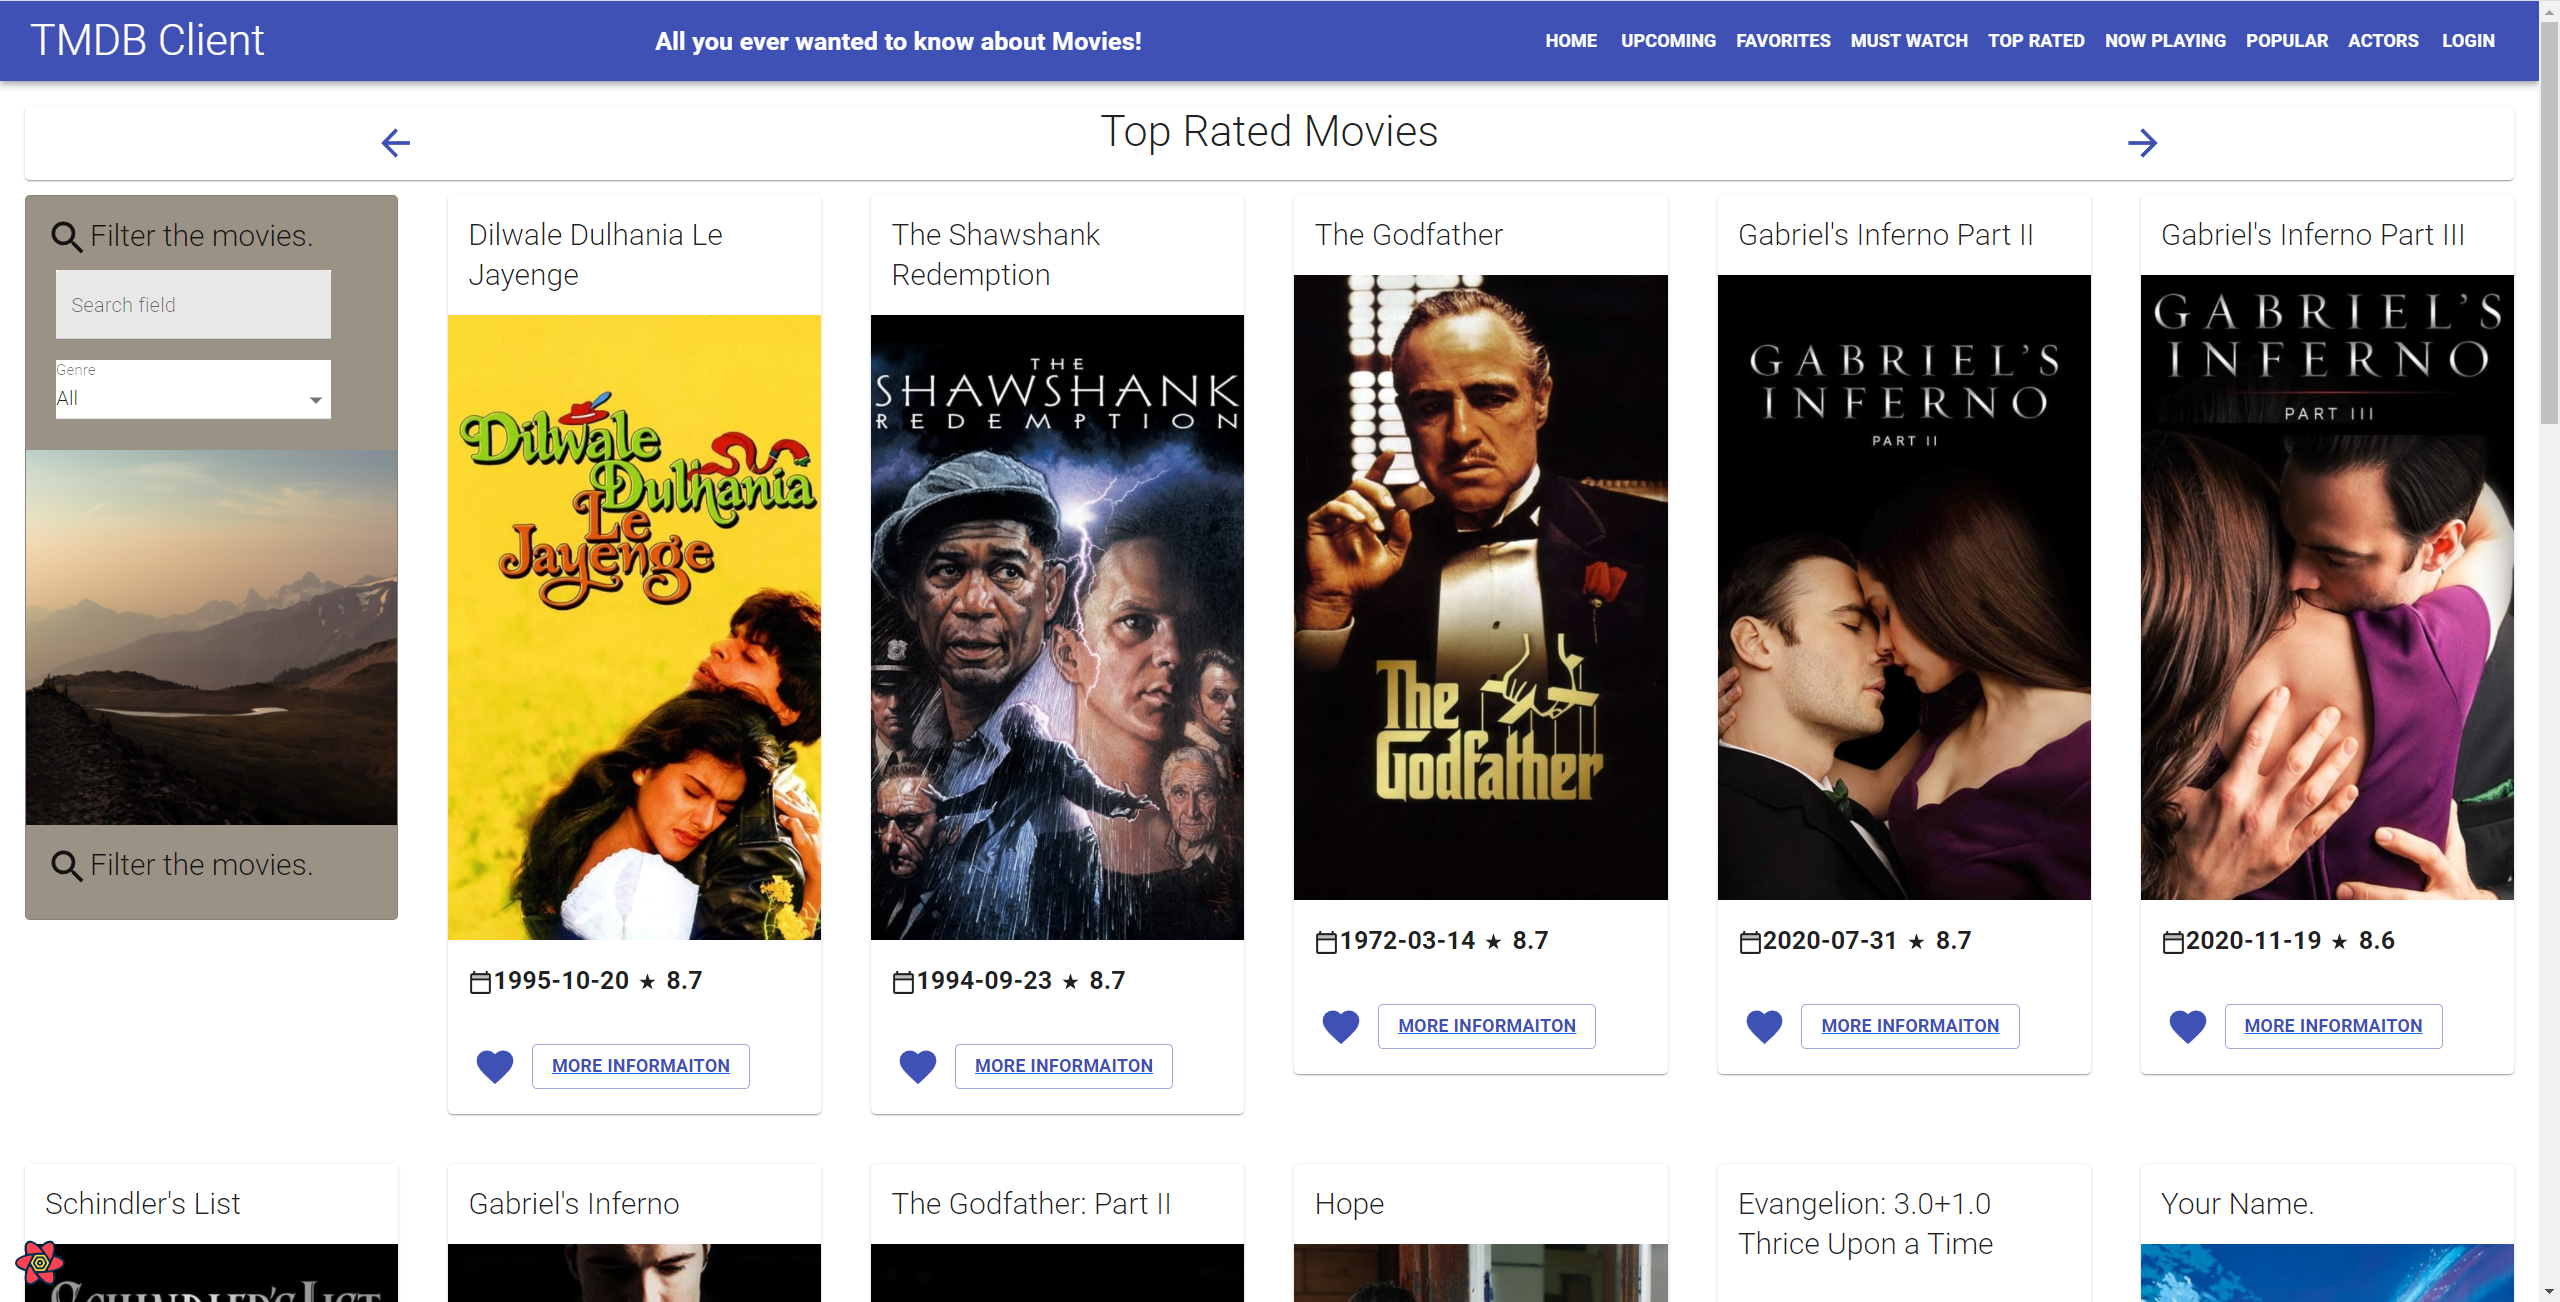 TMDB Client
All you ever wanted to know about Movies!
HOME UPCOMING FAVORITES MUST WATCH TOP RATED NOW PLAYING POPULAR ACTORS LOGIN
Top Rated Movies
Filter the movies.
Search field
Genre
All
Filter the movies.
Dilwale Dulhania Le
Jayenge
Dilwale
Dulhania
Le
Jayenge
1995-10-20 ★ 8.7
MORE INFORMAITON
The Shawshank
Redemption
THE
SHAWSHANK
REDEMPTION
1994-09-23 ★ 8.7
MORE INFORMAITON
The Godfather
The
Godfather
1972-03-14 ★ 8.7
MORE INFORMAITON
Gabriel's Inferno Part II
GABRIEL'S
INFERNO
PART II
2020-07-31 ★ 8.7
MORE INFORMAITON
Gabriel's Inferno Part III
GABRIEL'S
INFERNO
PART III
2020-11-19 ★ 8.6
MORE INFORMAITON
Schindler's List
SCHINDLER'S LIST
Gabriel's Inferno
The Godfather: Part II
Hope
Evangelion: 3.0+1.0
Thrice Upon a Time
Your Name.